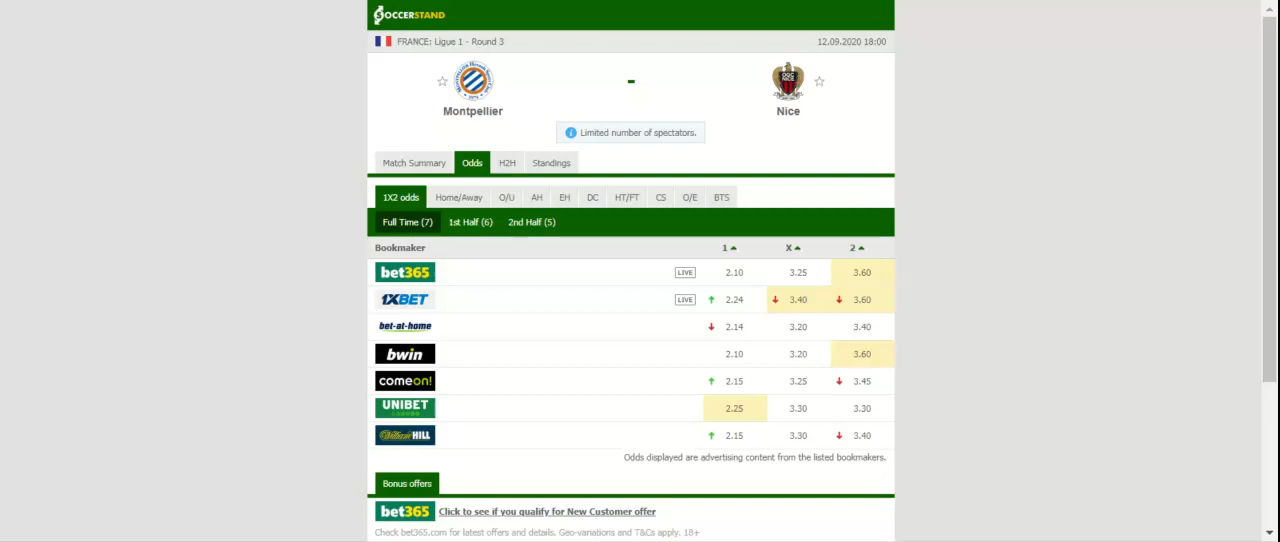 SOCCERSTAND
FRANCE: Ligue 1 - Round 3 12.09.2020 18:00
-
Montpellier Nice
Limited number of spectators.
Match Summary Odds H2H Standings
1X2 odds Home/Away O/U AH EH DC HT/FT CS O/E BTS
Full Time (7) 1st Half (6) 2nd Half (5)
Bookmaker 1 X 2
bet365 LIVE 2.10 3.25 3.60
1XBET LIVE 2.24 3.40 3.60
bet-at-home 2.14 3.20 3.40
bwin 2.10 3.20 3.60
comeon! 2.15 3.25 3.45
UNIBET 2.25 3.30 3.30
William HILL 2.15 3.30 3.40
Odds displayed are advertising content from the listed bookmakers.
Bonus offers
bet365 Click to see if you qualify for New Customer offer
Check bet365.com for latest offers and details. Geo-variations and T&Cs apply. 18+